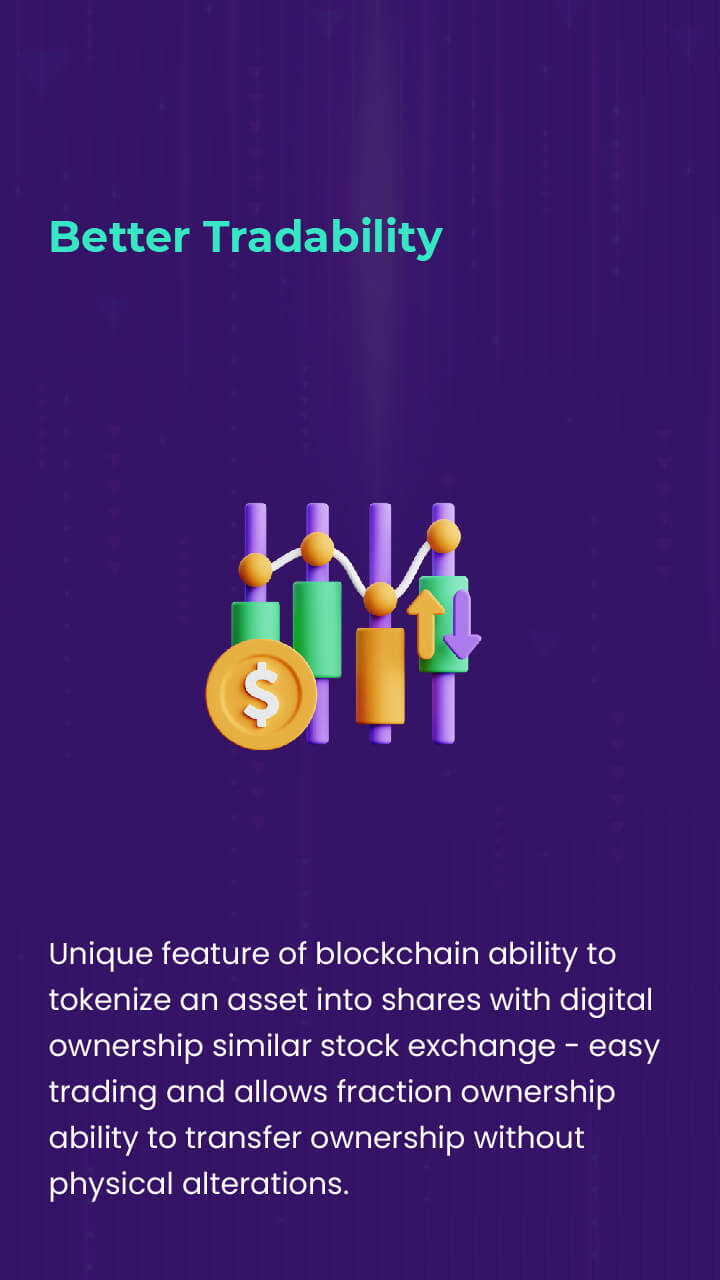 Better Tradability
$
Unique feature of blockchain ability to
tokenize an asset into shares with digital
ownership similar stock exchange - easy
trading and allows fraction ownership
ability to transfer ownership without
physical alterations.